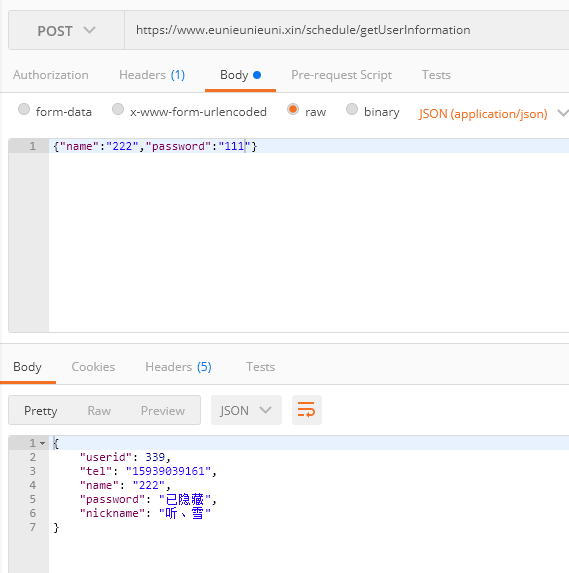 POST https://www.eunieunieuni.xin/schedule/getUserInformation
Authorization Headers (1) Body Pre-request Script Tests
form-data x-www-form-urlencoded raw binary JSON (application/json)
1 {"name":"222","password":"111"}
Body Cookies Headers (5) Tests
Pretty Raw Preview JSON
1 {
2 "userid": 339,
3 "tel": "15939039161",
4 "name": "222",
5 "password": "已隐藏",
6 "nickname": "听、雪"
7 }